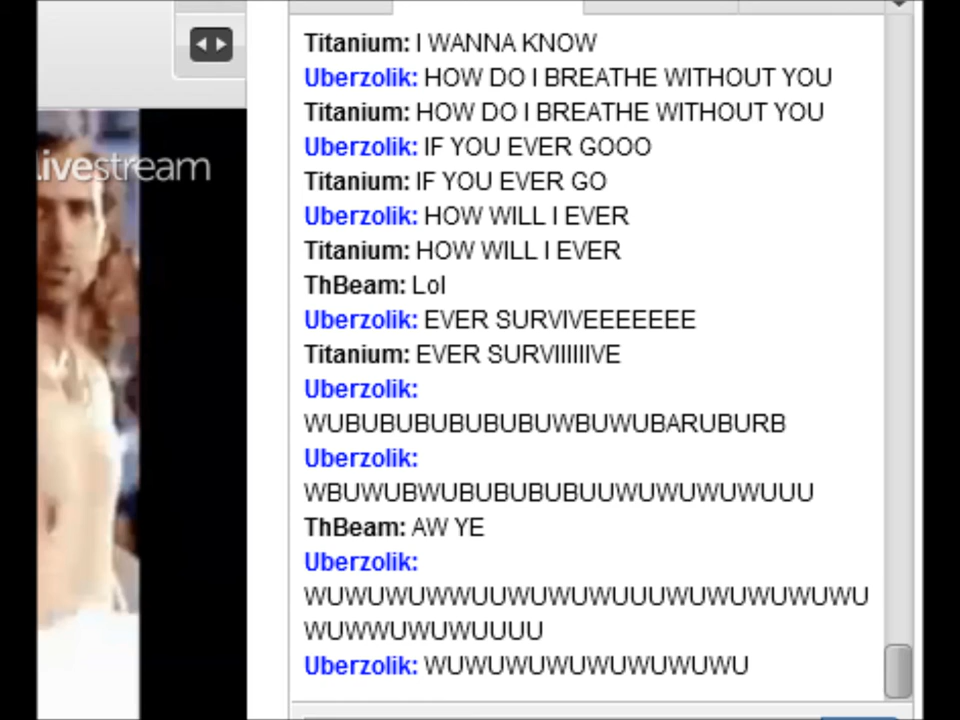 Livestream
Titanium: I WANNA KNOW
Uberzolik: HOW DO I BREATHE WITHOUT YOU
Titanium: HOW DO I BREATHE WITHOUT YOU
Uberzolik: IF YOU EVER GOOO
Titanium: IF YOU EVER GO
Uberzolik: HOW WILL I EVER
Titanium: HOW WILL I EVER
ThBeam: Lol
Uberzolik: EVER SURVIVEEEEEEE
Titanium: EVER SURVIIIIIIVE
Uberzolik:
WUBUBUBUBUBUBUWBUWUBARUBURB
Uberzolik:
WBUWUBWUBUBUBUBUUWUWUWUWUUU
ThBeam: AW YE
Uberzolik:
WUWUWUWWUUWUWUWUUUWUWUWUWUWU
WUWWUWUWUUUU
Uberzolik: WUWUWUWUWUWUWUWU